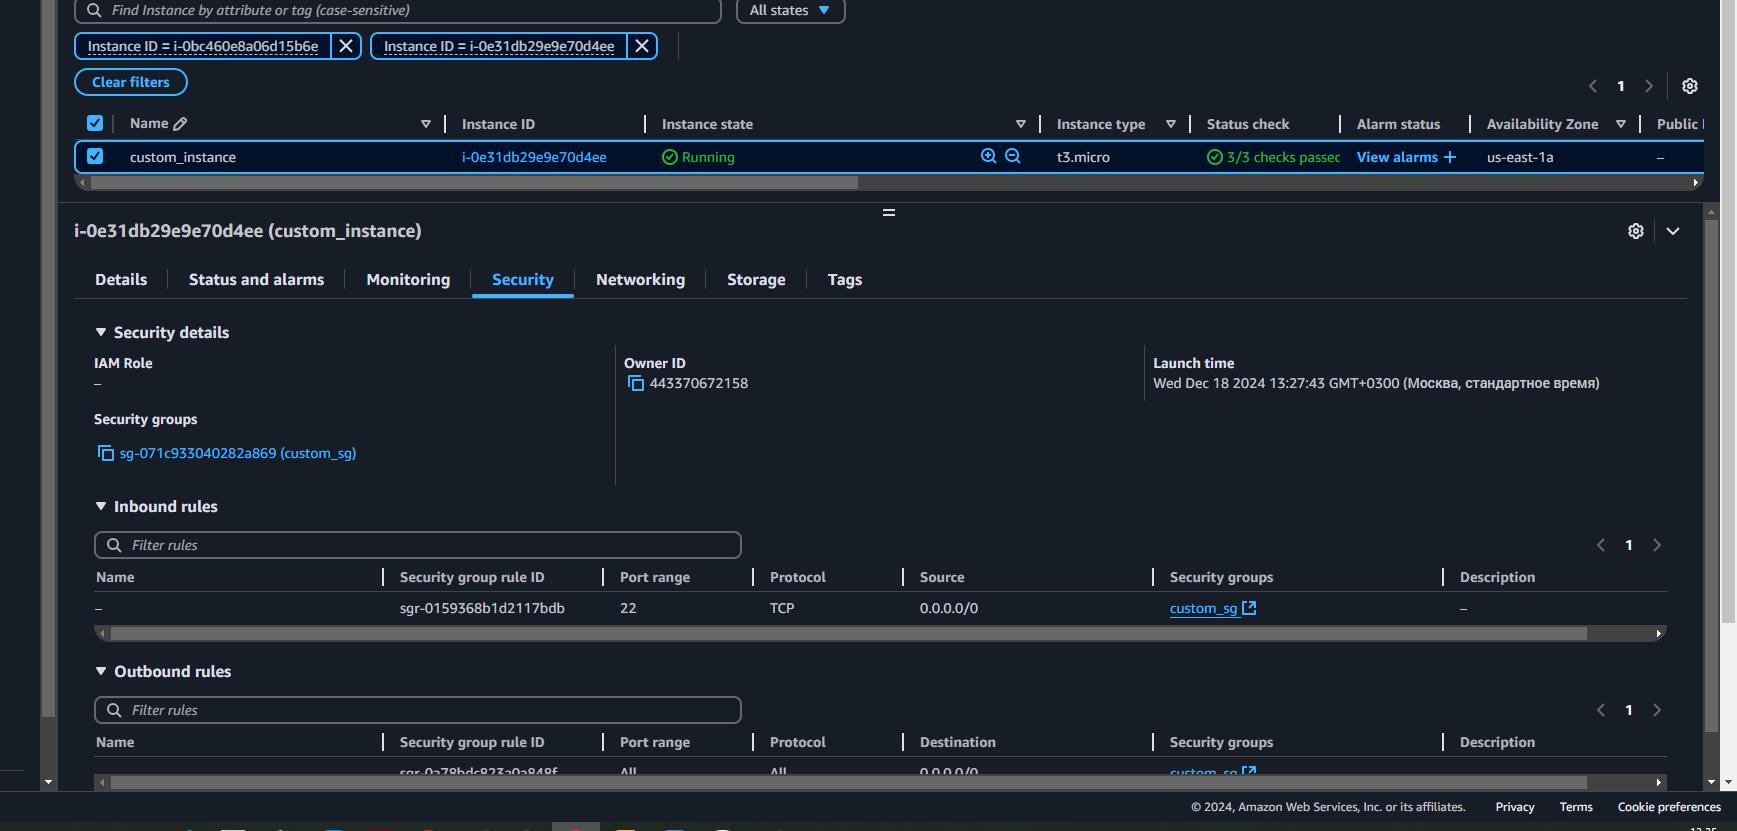 Find Instance by attribute or tag (case-sensitive) All states
Instance ID = i-0bc460e8a06d15b6e Instance ID = i-0e31db29e9e70d4ee
Clear filters 1
Name Instance ID Instance state Instance type Status check Alarm status Availability Zone Public
custom_instance i-0e31db29e9e70d4ee Running t3.micro 3/3 checks passed View alarms + us-east-1a –
i-0e31db29e9e70d4ee (custom_instance)
Details Status and alarms Monitoring Security Networking Storage Tags
Security details
IAM Role Owner ID Launch time
– 443370672158 Wed Dec 18 2024 13:27:43 GMT+0300 (Москва, стандартное время)
Security groups
sg-071c933040282a869 (custom_sg)
Inbound rules
Filter rules 1
Name Security group rule ID Port range Protocol Source Security groups Description
– sgr-0159368b1d2117bdb 22 TCP 0.0.0.0/0 custom_sg –
Outbound rules
Filter rules 1
Name Security group rule ID Port range Protocol Destination Security groups Description
sgr-0a78bdc823a0a848f All All 0.0.0.0/0 custom_sg
© 2024, Amazon Web Services, Inc. or its affiliates. Privacy Terms Cookie preferences